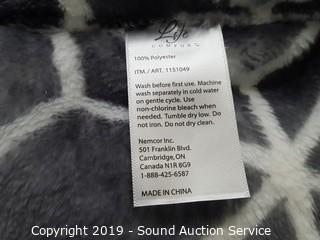 Life
COMFORT
100% Polyester
ITM. / ART. 1151049
Wash before first use. Machine
wash separately in cold water
on gentle cycle. Use
non-chlorine bleach when
needed. Tumble dry low. Do
not iron. Do not dry clean.
Nemcor Inc.
501 Franklin Blvd.
Cambridge, ON
Canada N1R 8G9
1-888-425-6587
MADE IN CHINA
Copyright 2019 - Sound Auction Service